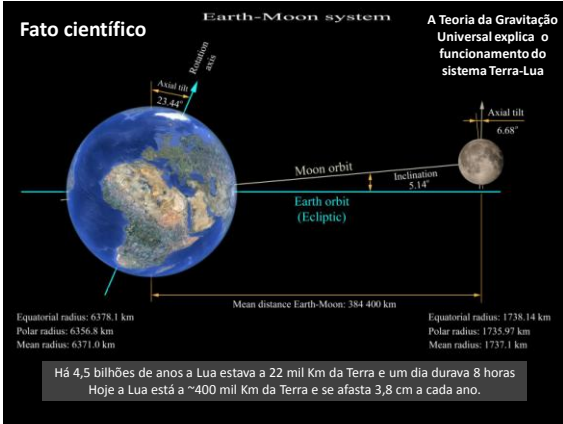 Earth-Moon system
Fato científico
A Teoria da Gravitação
Universal explica o
funcionamento do
sistema Terra-Lua
Rotation
axis
Axial tilt
23.44°
Axial tilt
6.68°
Moon orbit
Inclination
5.14°
Earth orbit
(Ecliptic)
Mean distance Earth-Moon: 384 400 km
Equatorial radius: 6378.1 km
Polar radius: 6356.8 km
Mean radius: 6371.0 km
Equatorial radius: 1738.14 km
Polar radius: 1735.97 km
Mean radius: 1737.1 km
Há 4,5 bilhões de anos a Lua estava a 22 mil Km da Terra e um dia durava 8 horas
Hoje a Lua está a ~400 mil Km da Terra e se afasta 3,8 cm a cada ano.